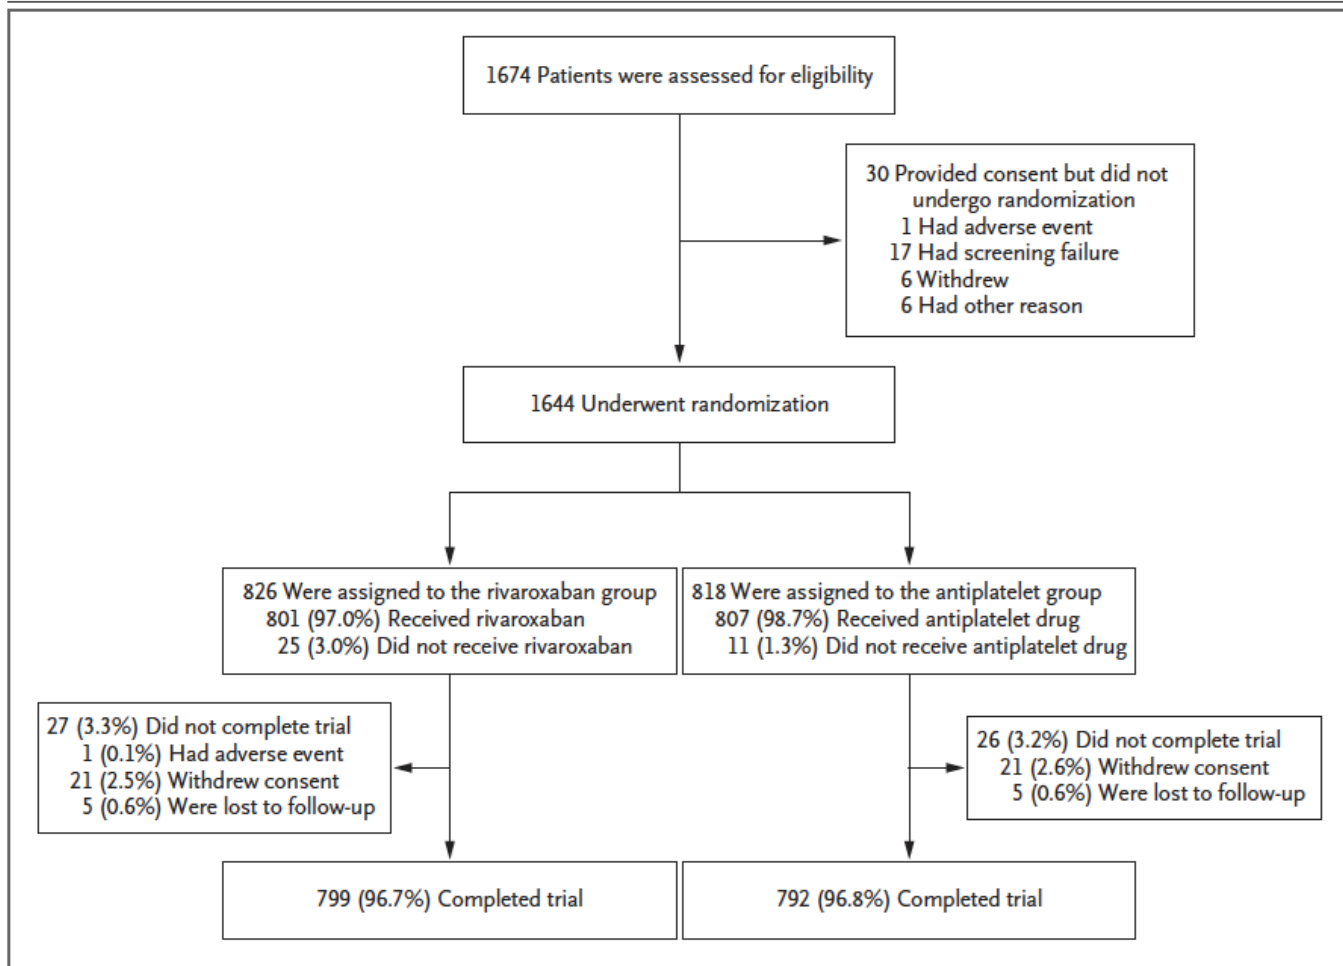 1674 Patients were assessed for eligibility
30 Provided consent but did not
undergo randomization
1 Had adverse event
17 Had screening failure
6 Withdrew
6 Had other reason
1644 Underwent randomization
826 Were assigned to the rivaroxaban group
801 (97.0%) Received rivaroxaban
25 (3.0%) Did not receive rivaroxaban
818 Were assigned to the antiplatelet group
807 (98.7%) Received antiplatelet drug
11 (1.3%) Did not receive antiplatelet drug
27 (3.3%) Did not complete trial
1 (0.1%) Had adverse event
21 (2.5%) Withdrew consent
5 (0.6%) Were lost to follow-up
26 (3.2%) Did not complete trial
21 (2.6%) Withdrew consent
5 (0.6%) Were lost to follow-up
799 (96.7%) Completed trial
792 (96.8%) Completed trial